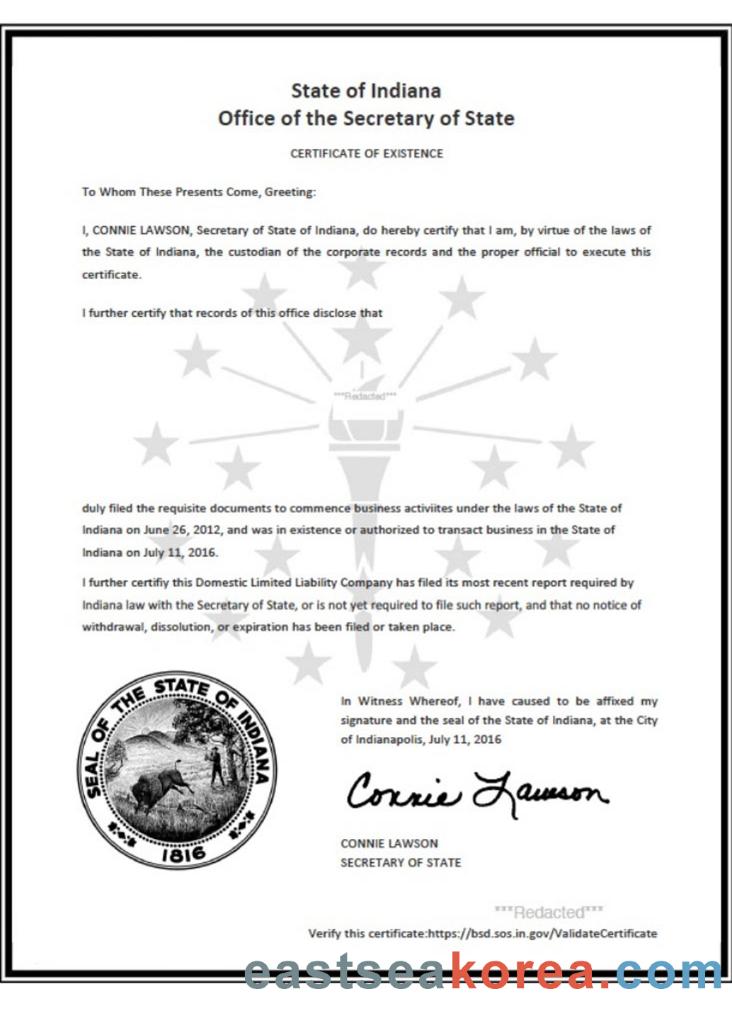 State of Indiana
Office of the Secretary of State
CERTIFICATE OF EXISTENCE
To Whom These Presents Come, Greeting:
I, CONNIE LAWSON, Secretary of State of Indiana, do hereby certify that I am, by virtue of the laws of
the State of Indiana, the custodian of the corporate records and the proper official to execute this
certificate.
I further certify that records of this office disclose that
***Redacted***
duly filed the requisite documents to commence business activiites under the laws of the State of
Indiana on June 26, 2012, and was in existence or authorized to transact business in the State of
Indiana on July 11, 2016.
I further certifiy this Domestic Limited Liability Company has filed its most recent report required by
Indiana law with the Secretary of State, or is not yet required to file such report, and that no notice of
withdrawal, dissolution, or expiration has been filed or taken place.
SEAL OF THE STATE OF INDIANA
1816
In Witness Whereof, I have caused to be affixed my
signature and the seal of the State of Indiana, at the City
of Indianapolis, July 11, 2016
Connie Lawson
CONNIE LAWSON
SECRETARY OF STATE
***Redacted***
Verify this certificate:https://bsd.sos.in.gov/ValidateCertificate
eastseakorea.com